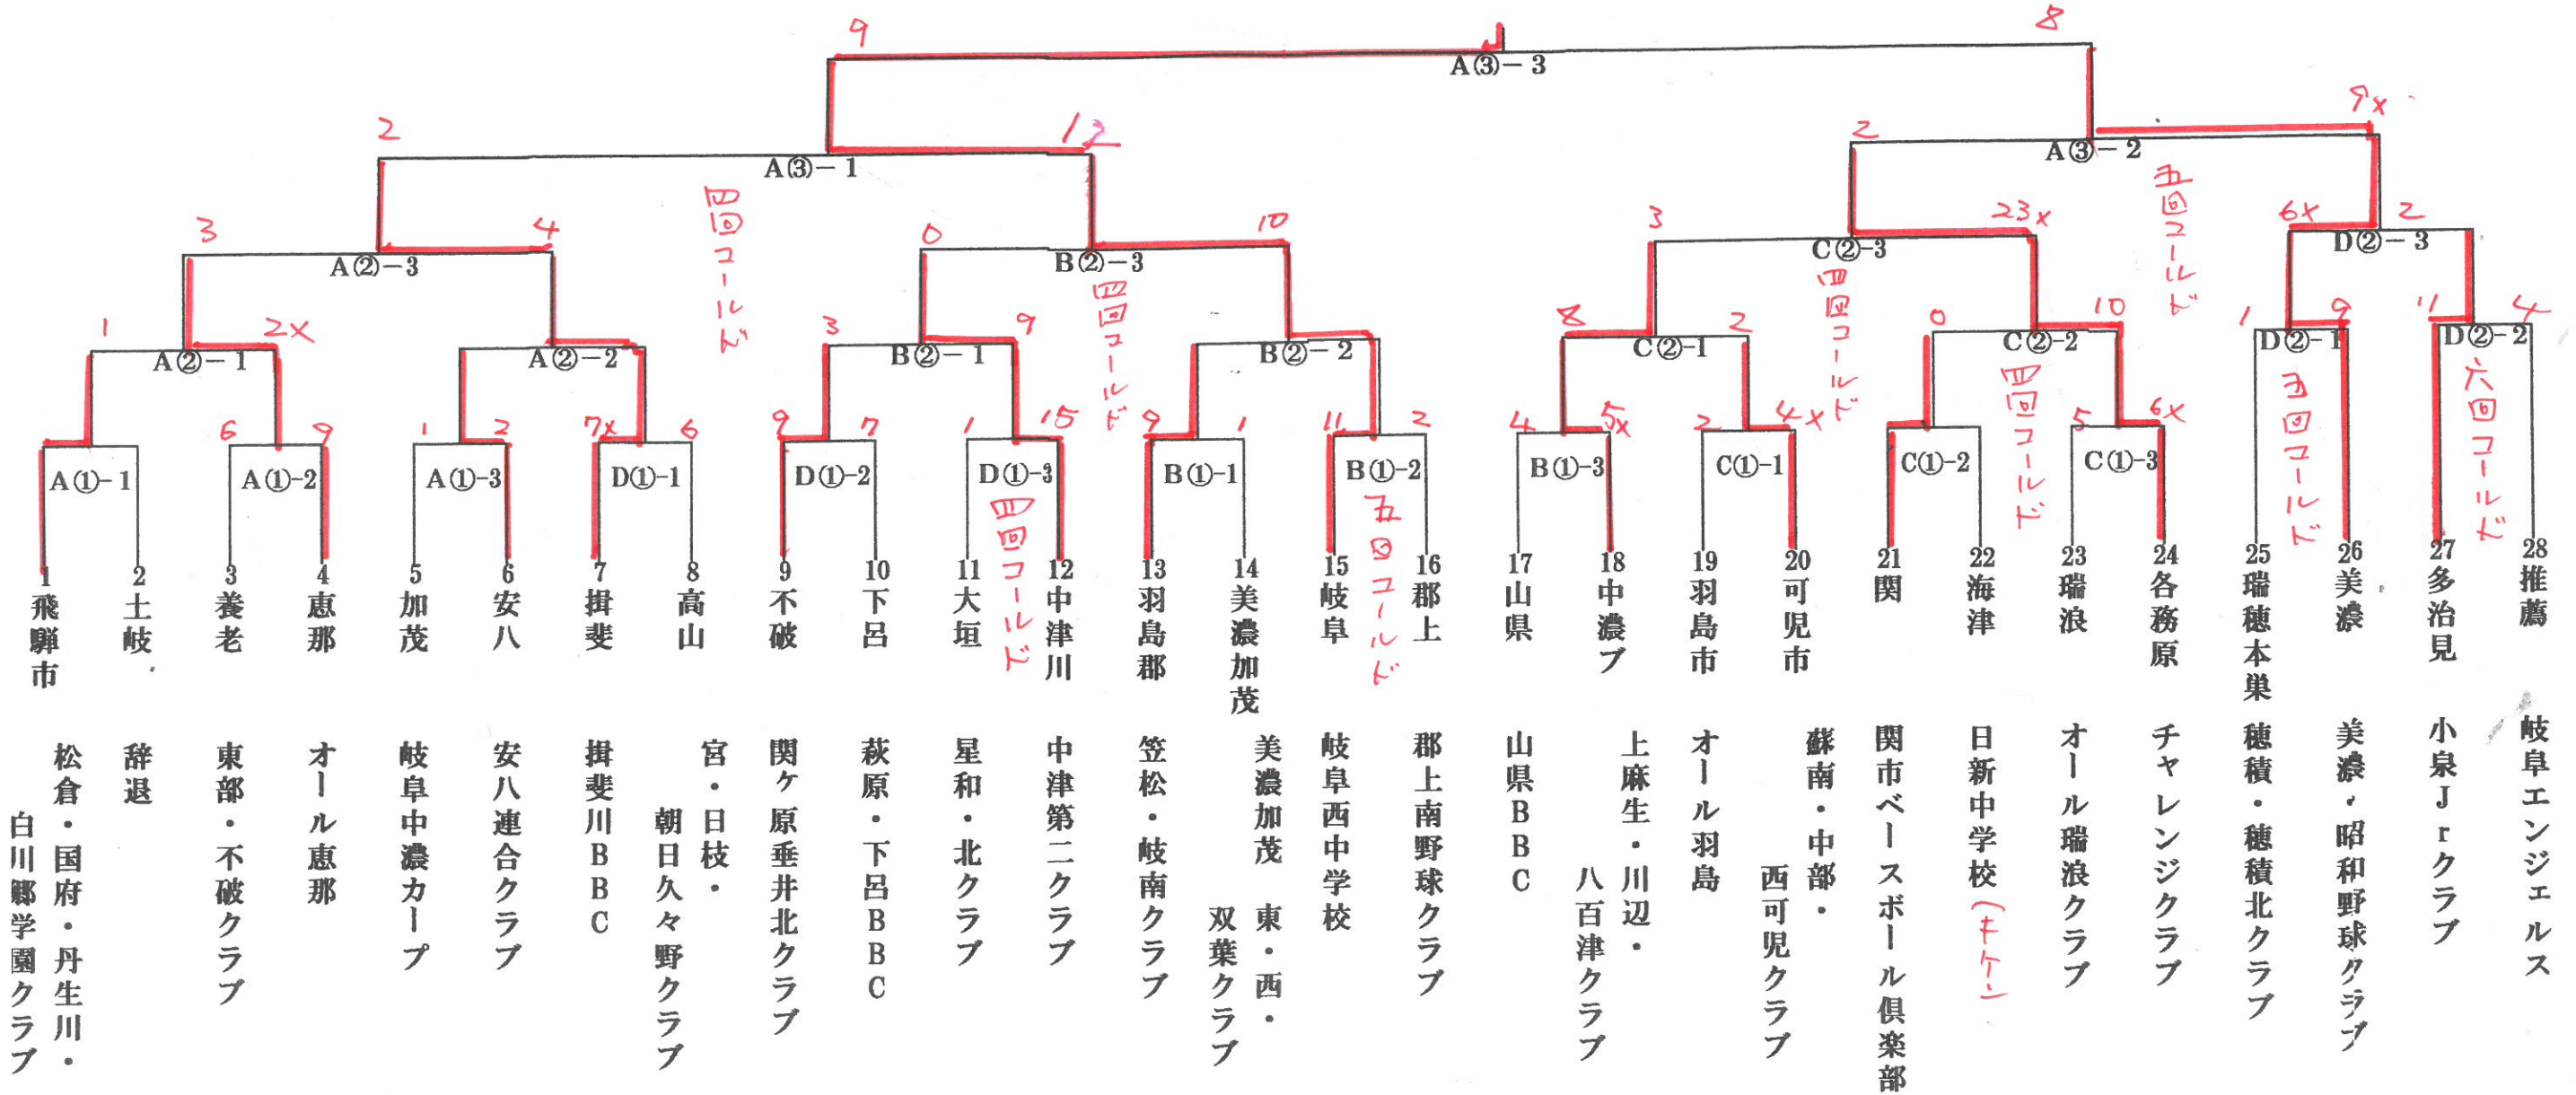 9
8
A③－3
2
12
2
9x
A③－1
A③－2
3
4
0
10
3
23x
6x
2
A②－3
B②－3
C②－3
D②－3
四回コールド
四回コールド
四回コールド
五回コールド
1
2x
3
9
8
2
0
10
1
9
11
4
A②－1
A②－2
B②－1
B②－2
C②-1
C②-2
D②-1
D②-2
四回コールド
五回コールド
六回コールド
6
9
1
2
7x
6
9
7
1
15
9
1
11
2
4
5x
2
4x
5
6x
A①-1
A①-2
A①-3
D①-1
D①-2
D①-3
B①-1
B①-2
B①-3
C①-1
C①-2
C①-3
四回コールド
五回コールド
1 飛騨市
松倉・国府・丹生川・
白川郷学園クラブ
2 土岐
辞退
3 養老
東部・不破クラブ
4 恵那
オール恵那
5 加茂
岐阜中濃カープ
6 安八
安八連合クラブ
7 揖斐
揖斐川BBC
8 高山
宮・日枝・
朝日久々野クラブ
9 不破
関ケ原垂井北クラブ
10 下呂
萩原・下呂BBC
11 大垣
星和・北クラブ
12 中津川
中津第二クラブ
13 羽島郡
笠松・岐南クラブ
14 美濃加茂
美濃加茂 東・西・
双葉クラブ
15 岐阜
岐阜西中学校
16 郡上
郡上南野球クラブ
17 山県
山県BBC
18 中濃ブ
上麻生・川辺・
八百津クラブ
19 羽島市
オール羽島
20 可児市
蘇南・中部・
西可児クラブ
21 関
関市ベースボール倶楽部
22 海津
日新中学校(キケン)
23 瑞浪
オール瑞浪クラブ
24 各務原
チャレンジクラブ
25 瑞穂本巣
穂積・穂積北クラブ
26 美濃
美濃・昭和野球クラブ
27 多治見
小泉Jrクラブ
28 推薦
岐阜エンジェルス